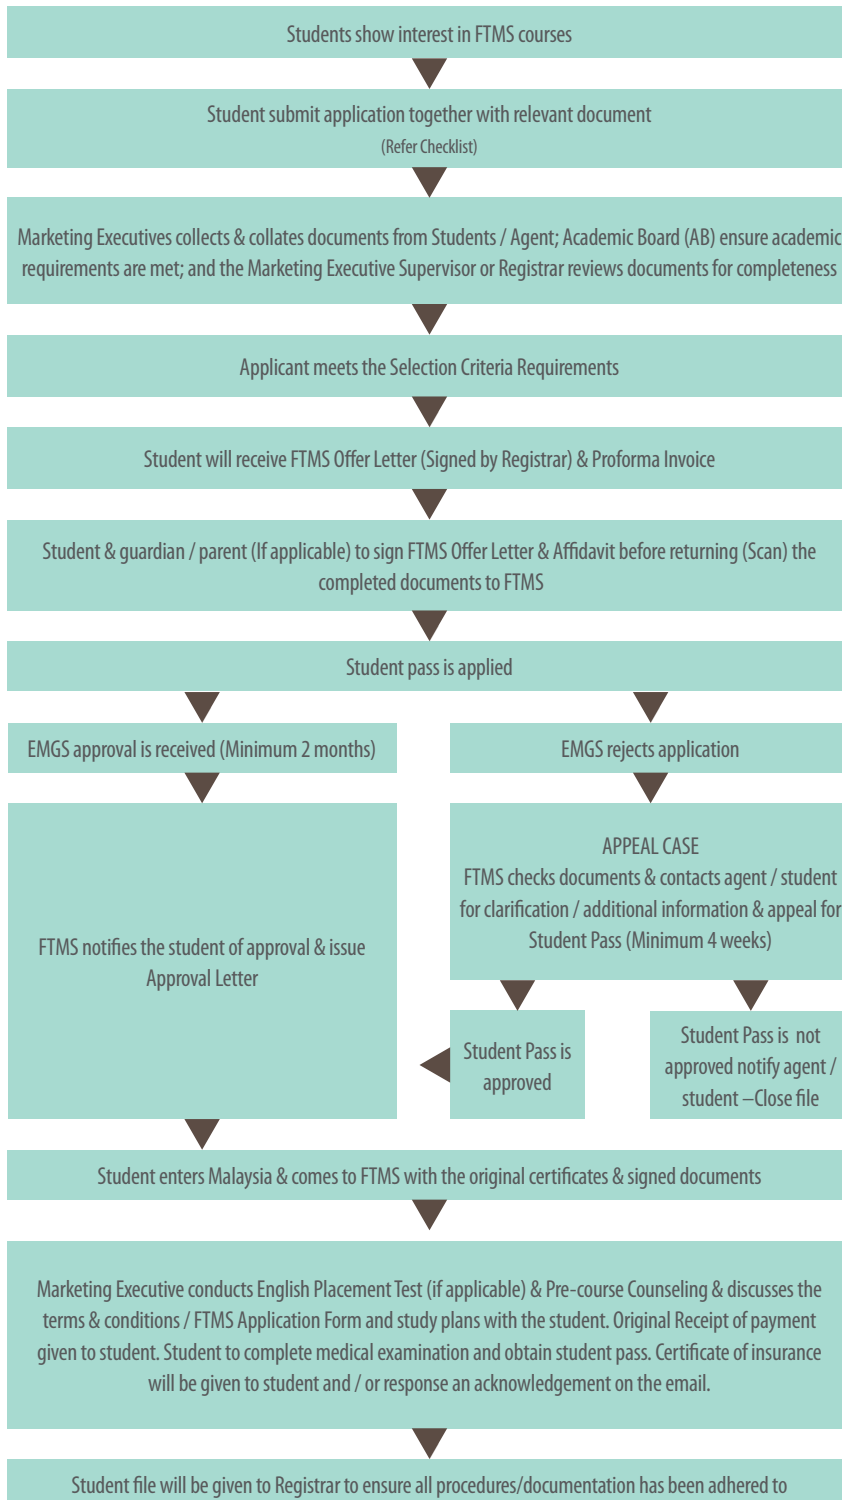 Students show interest in FTMS courses
Student submit application together with relevant document
(Refer Checklist)
Marketing Executives collects & collates documents from Students / Agent; Academic Board (AB) ensure academic
requirements are met; and the Marketing Executive Supervisor or Registrar reviews documents for completeness
Applicant meets the Selection Criteria Requirements
Student will receive FTMS Offer Letter (Signed by Registrar) & Proforma Invoice
Student & guardian / parent (If applicable) to sign FTMS Offer Letter & Affidavit before returning (Scan) the
completed documents to FTMS
Student pass is applied
EMGS approval is received (Minimum 2 months)
EMGS rejects application
FTMS notifies the student of approval & issue
Approval Letter
APPEAL CASE
FTMS checks documents & contacts agent / student
for clarification / additional information & appeal for
Student Pass (Minimum 4 weeks)
Student Pass is
approved
Student Pass is not
approved notify agent /
student –Close file
Student enters Malaysia & comes to FTMS with the original certificates & signed documents
Marketing Executive conducts English Placement Test (if applicable) & Pre-course Counseling & discusses the
terms & conditions / FTMS Application Form and study plans with the student. Original Receipt of payment
given to student. Student to complete medical examination and obtain student pass. Certificate of insurance
will be given to student and / or response an acknowledgement on the email.
Student file will be given to Registrar to ensure all procedures/documentation has been adhered to